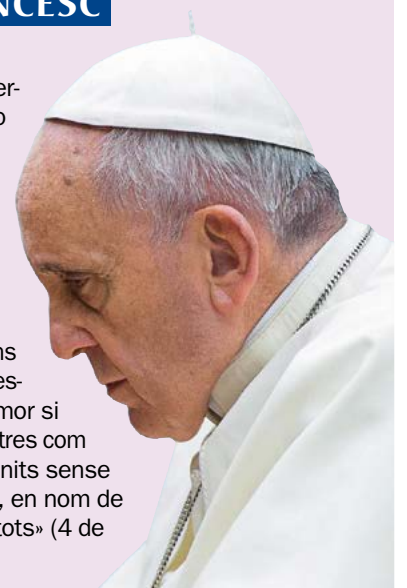 NCESC
er-
o
ns
es-
mor si
tres com
nits sense
, en nom de
tots» (4 de